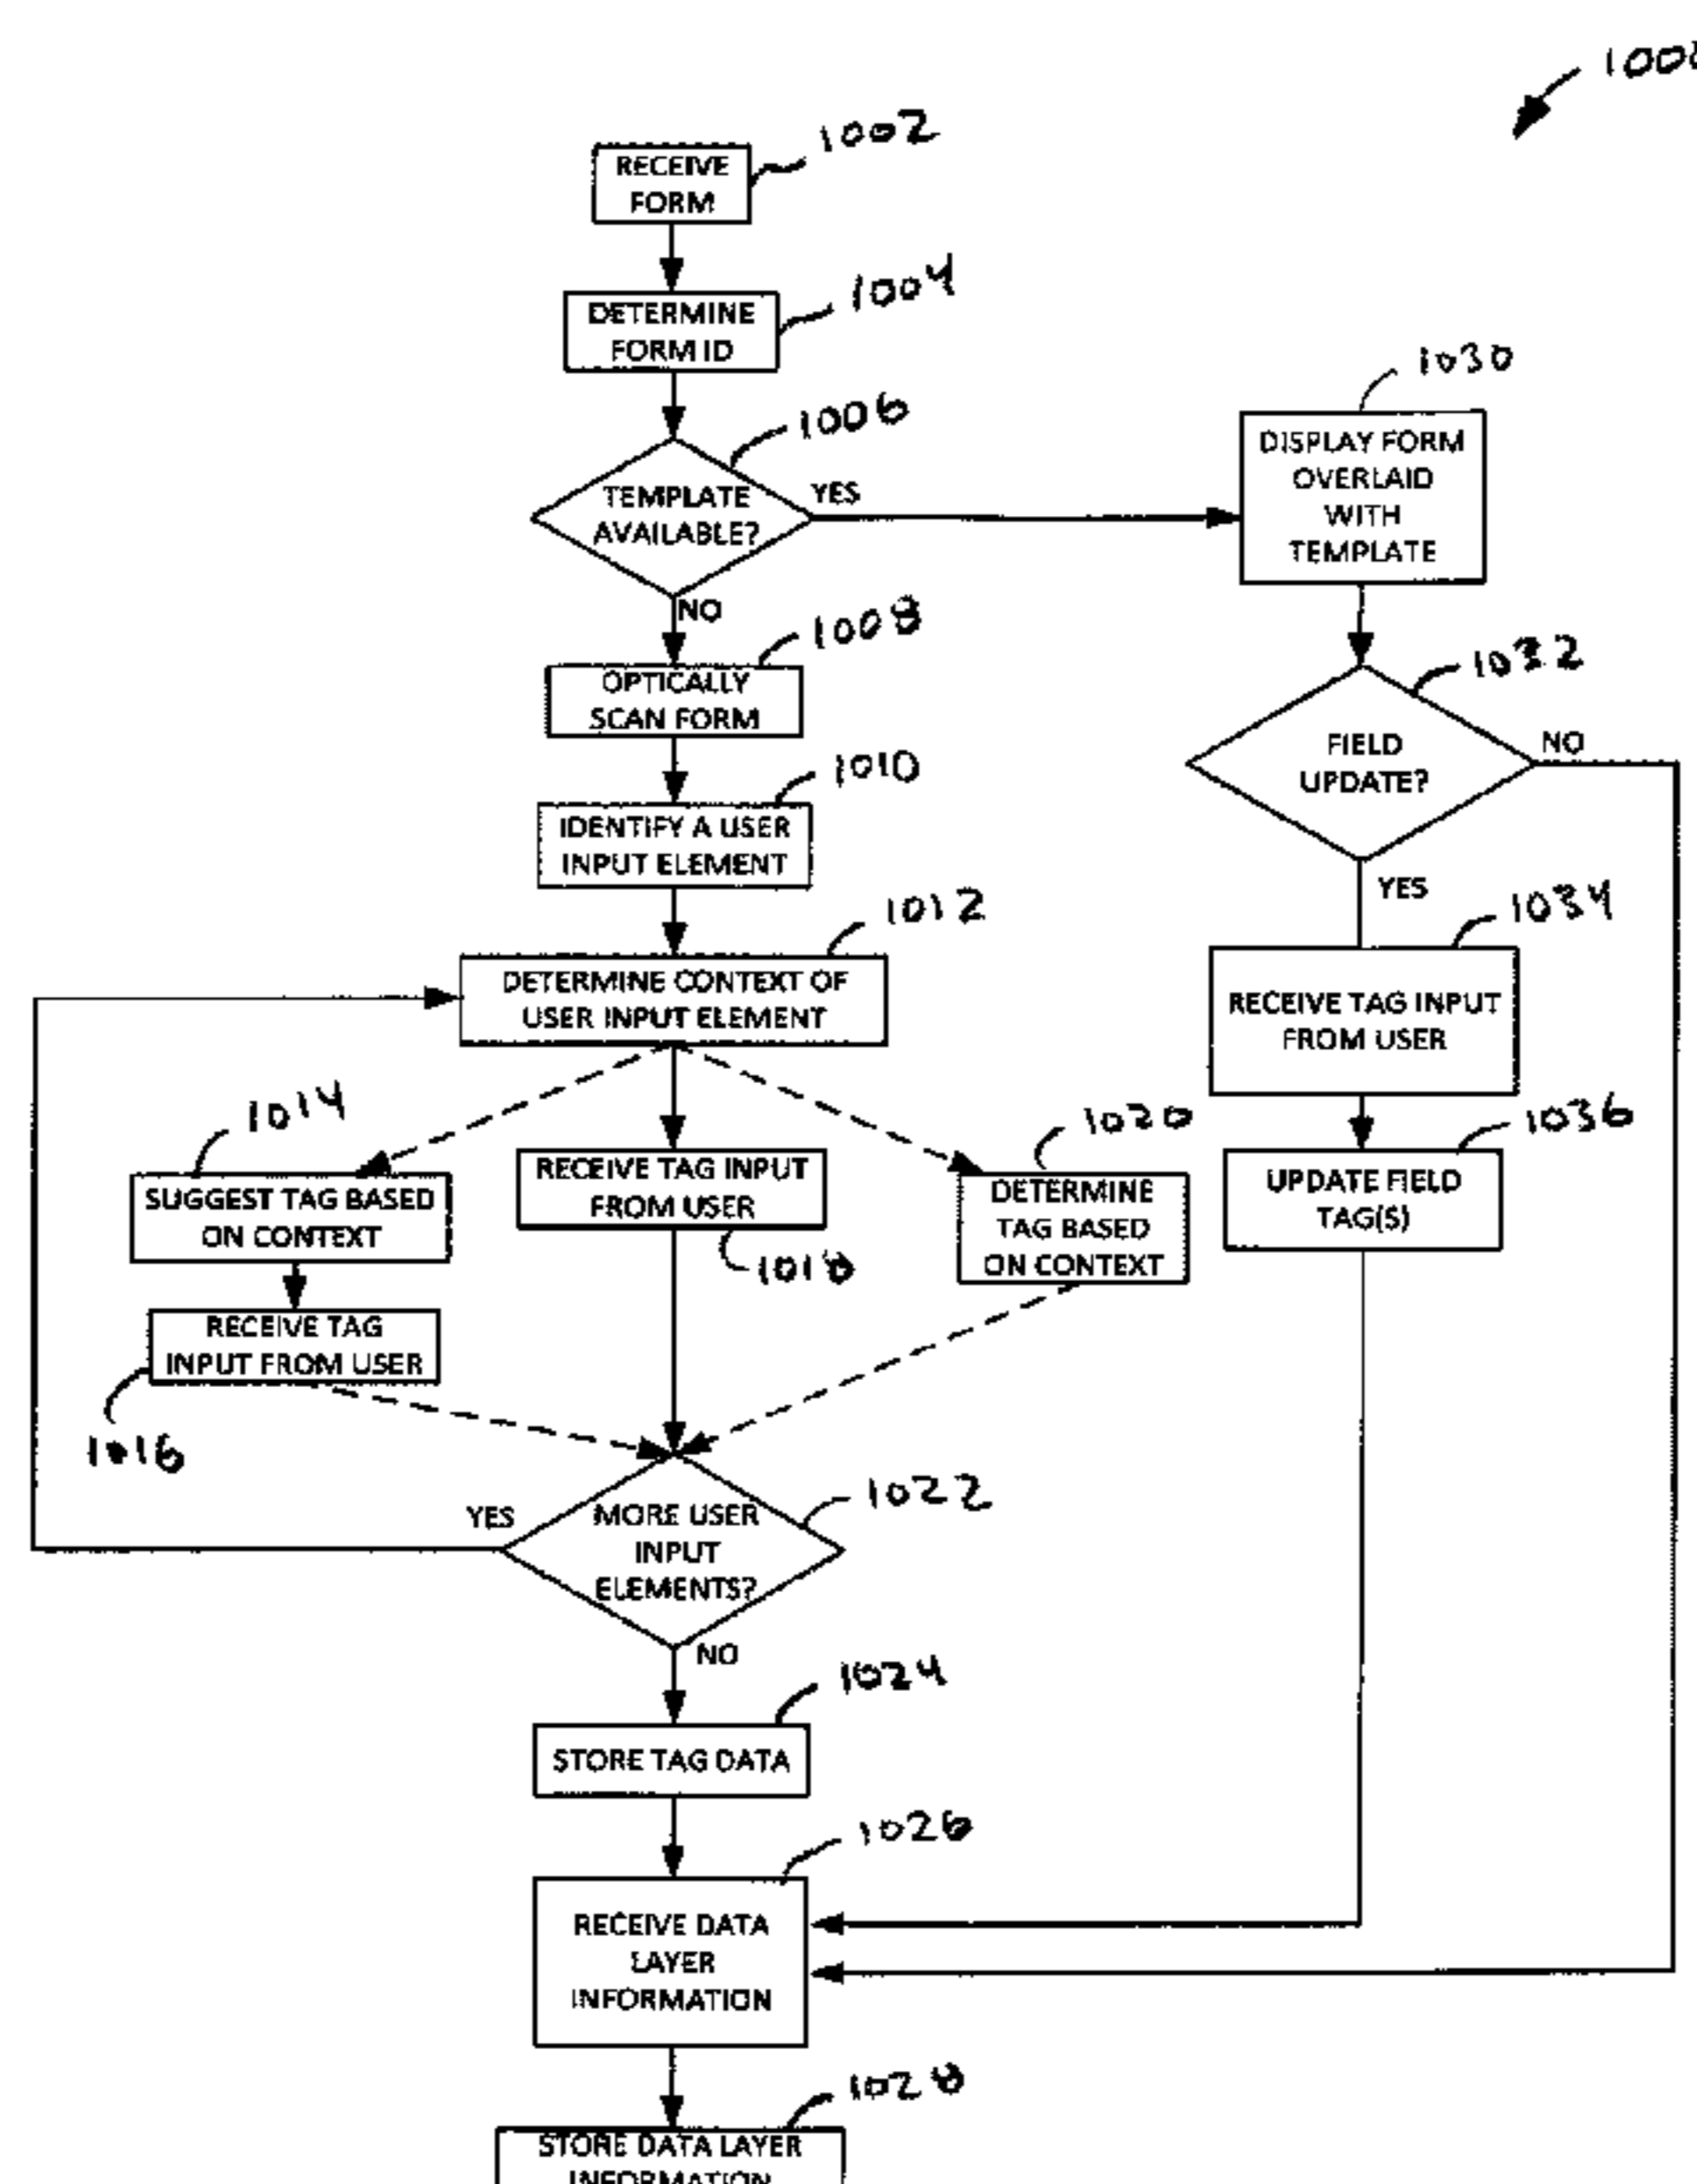 1002
RECEIVE
FORM
1004
DETERMINE
FORM ID
1006
TEMPLATE
AVAILABLE?
YES
NO
1030
DISPLAY FORM
OVERLAID
WITH
TEMPLATE
1008
OPTICALLY
SCAN FORM
1032
FIELD
UPDATE?
NO
YES
1010
IDENTIFY A USER
INPUT ELEMENT
1012
DETERMINE CONTEXT OF
USER INPUT ELEMENT
1034
RECEIVE TAG INPUT
FROM USER
1014
SUGGEST TAG BASED
ON CONTEXT
RECEIVE TAG INPUT
FROM USER
1018
1020
DETERMINE
TAG BASED
ON CONTEXT
1036
UPDATE FIELD
TAG(S)
RECEIVE TAG
INPUT FROM USER
1016
1022
YES
MORE USER
INPUT
ELEMENTS?
NO
1024
STORE TAG DATA
1026
RECEIVE DATA
LAYER
INFORMATION
1028
STORE DATA LAYER
INFORMATION